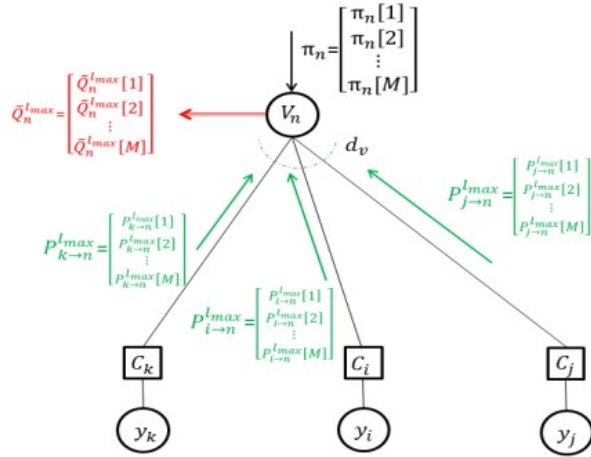 π_n = [π_n[1]
π_n[2]
⋮
π_n[M]]
Q̃_n^{l_max} = [Q̃_n^{l_max}[1]
Q̃_n^{l_max}[2]
⋮
Q̃_n^{l_max}[M]]
V_n
d_v
P_{j→n}^{l_max} = [P_{j→n}^{l_max}[1]
P_{j→n}^{l_max}[2]
⋮
P_{j→n}^{l_max}[M]]
P_{k→n}^{l_max} = [P_{k→n}^{l_max}[1]
P_{k→n}^{l_max}[2]
⋮
P_{k→n}^{l_max}[M]]
P_{i→n}^{l_max} = [P_{i→n}^{l_max}[1]
P_{i→n}^{l_max}[2]
⋮
P_{i→n}^{l_max}[M]]
C_k C_i C_j
y_k y_i y_j